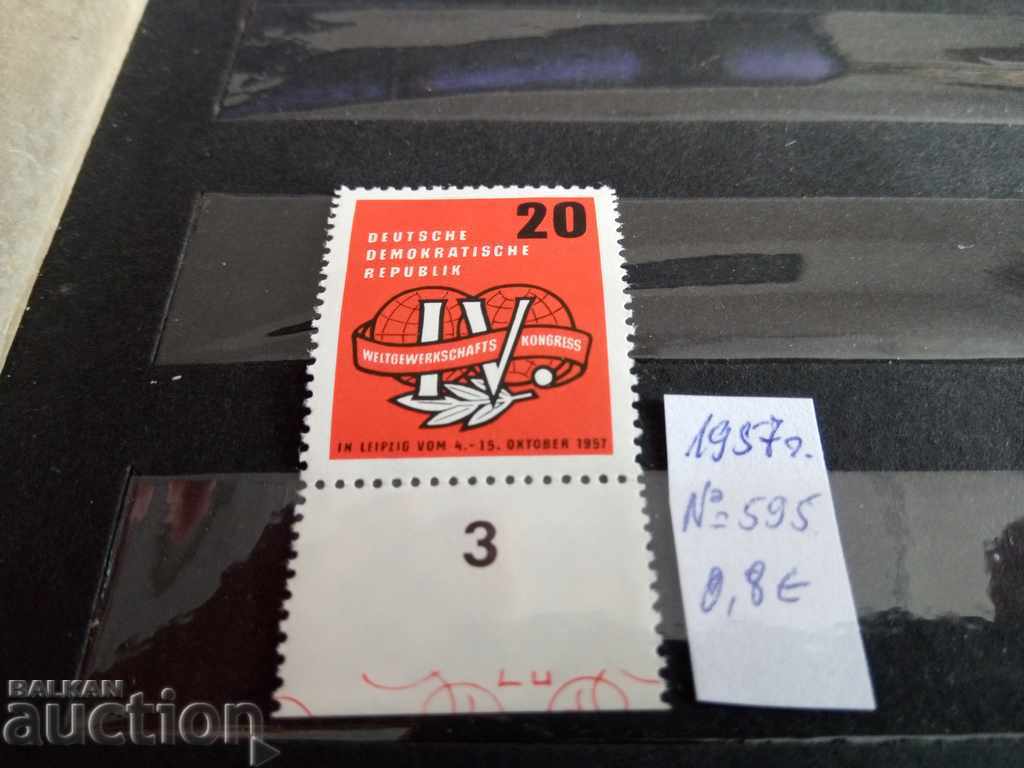 20
DEUTSCHE
DEMOKRATISCHE
REPUBLIK
IV.
WELTGEWERKSCHAFTS KONGRESS
IN LEIPZIG VOM 4.-15. OKTOBER 1957
3
1957г.
№ 595
0,8€
BALKAN
auction